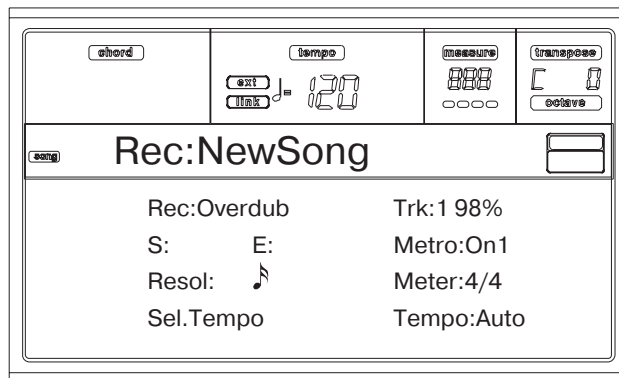 chord tempo measure transpose
ext = 120 888 C 0
link octave
song Rec:NewSong
Rec:Overdub Trk:1 98%
S: E: Metro:On1
Resol: Meter:4/4
Sel.Tempo Tempo:Auto